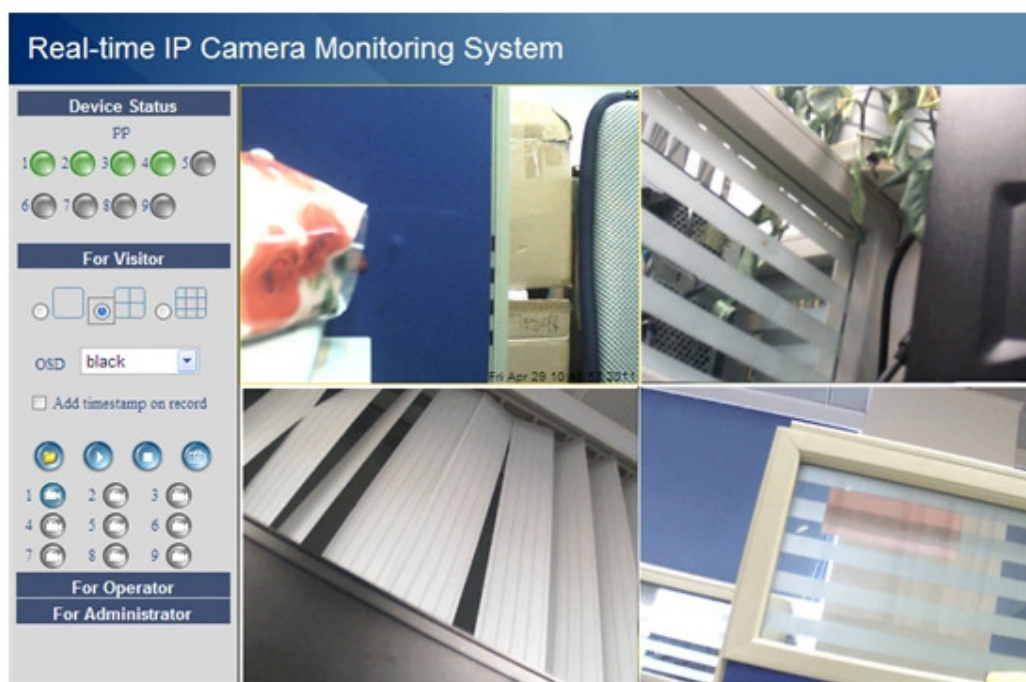 Real-time IP Camera Monitoring System
Device Status
PP
1 2 3 4 5
6 7 8 9
For Visitor
OSD black
Add timestamp on record
1 2 3
4 5 6
7 8 9
For Operator
For Administrator
Fri Apr 29 10 2011